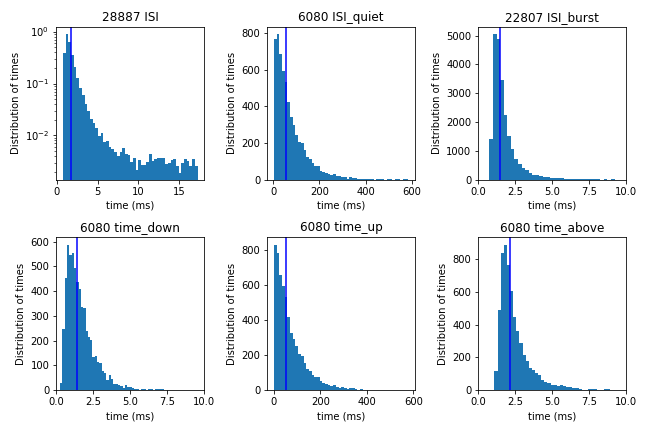 28887 ISI
6080 ISI_quiet
22807 ISI_burst
Distribution of times
10⁰
10⁻¹
10⁻²
0 5 10 15
time (ms)
Distribution of times
800
600
400
200
0
0 200 400 600
time (ms)
Distribution of times
5000
4000
3000
2000
1000
0
0.0 2.5 5.0 7.5 10.0
time (ms)
6080 time_down
6080 time_up
6080 time_above
Distribution of times
600
500
400
300
200
100
0
0.0 2.5 5.0 7.5 10.0
time (ms)
Distribution of times
800
600
400
200
0
0 200 400 600
time (ms)
Distribution of times
800
600
400
200
0
0.0 2.5 5.0 7.5 10.0
time (ms)